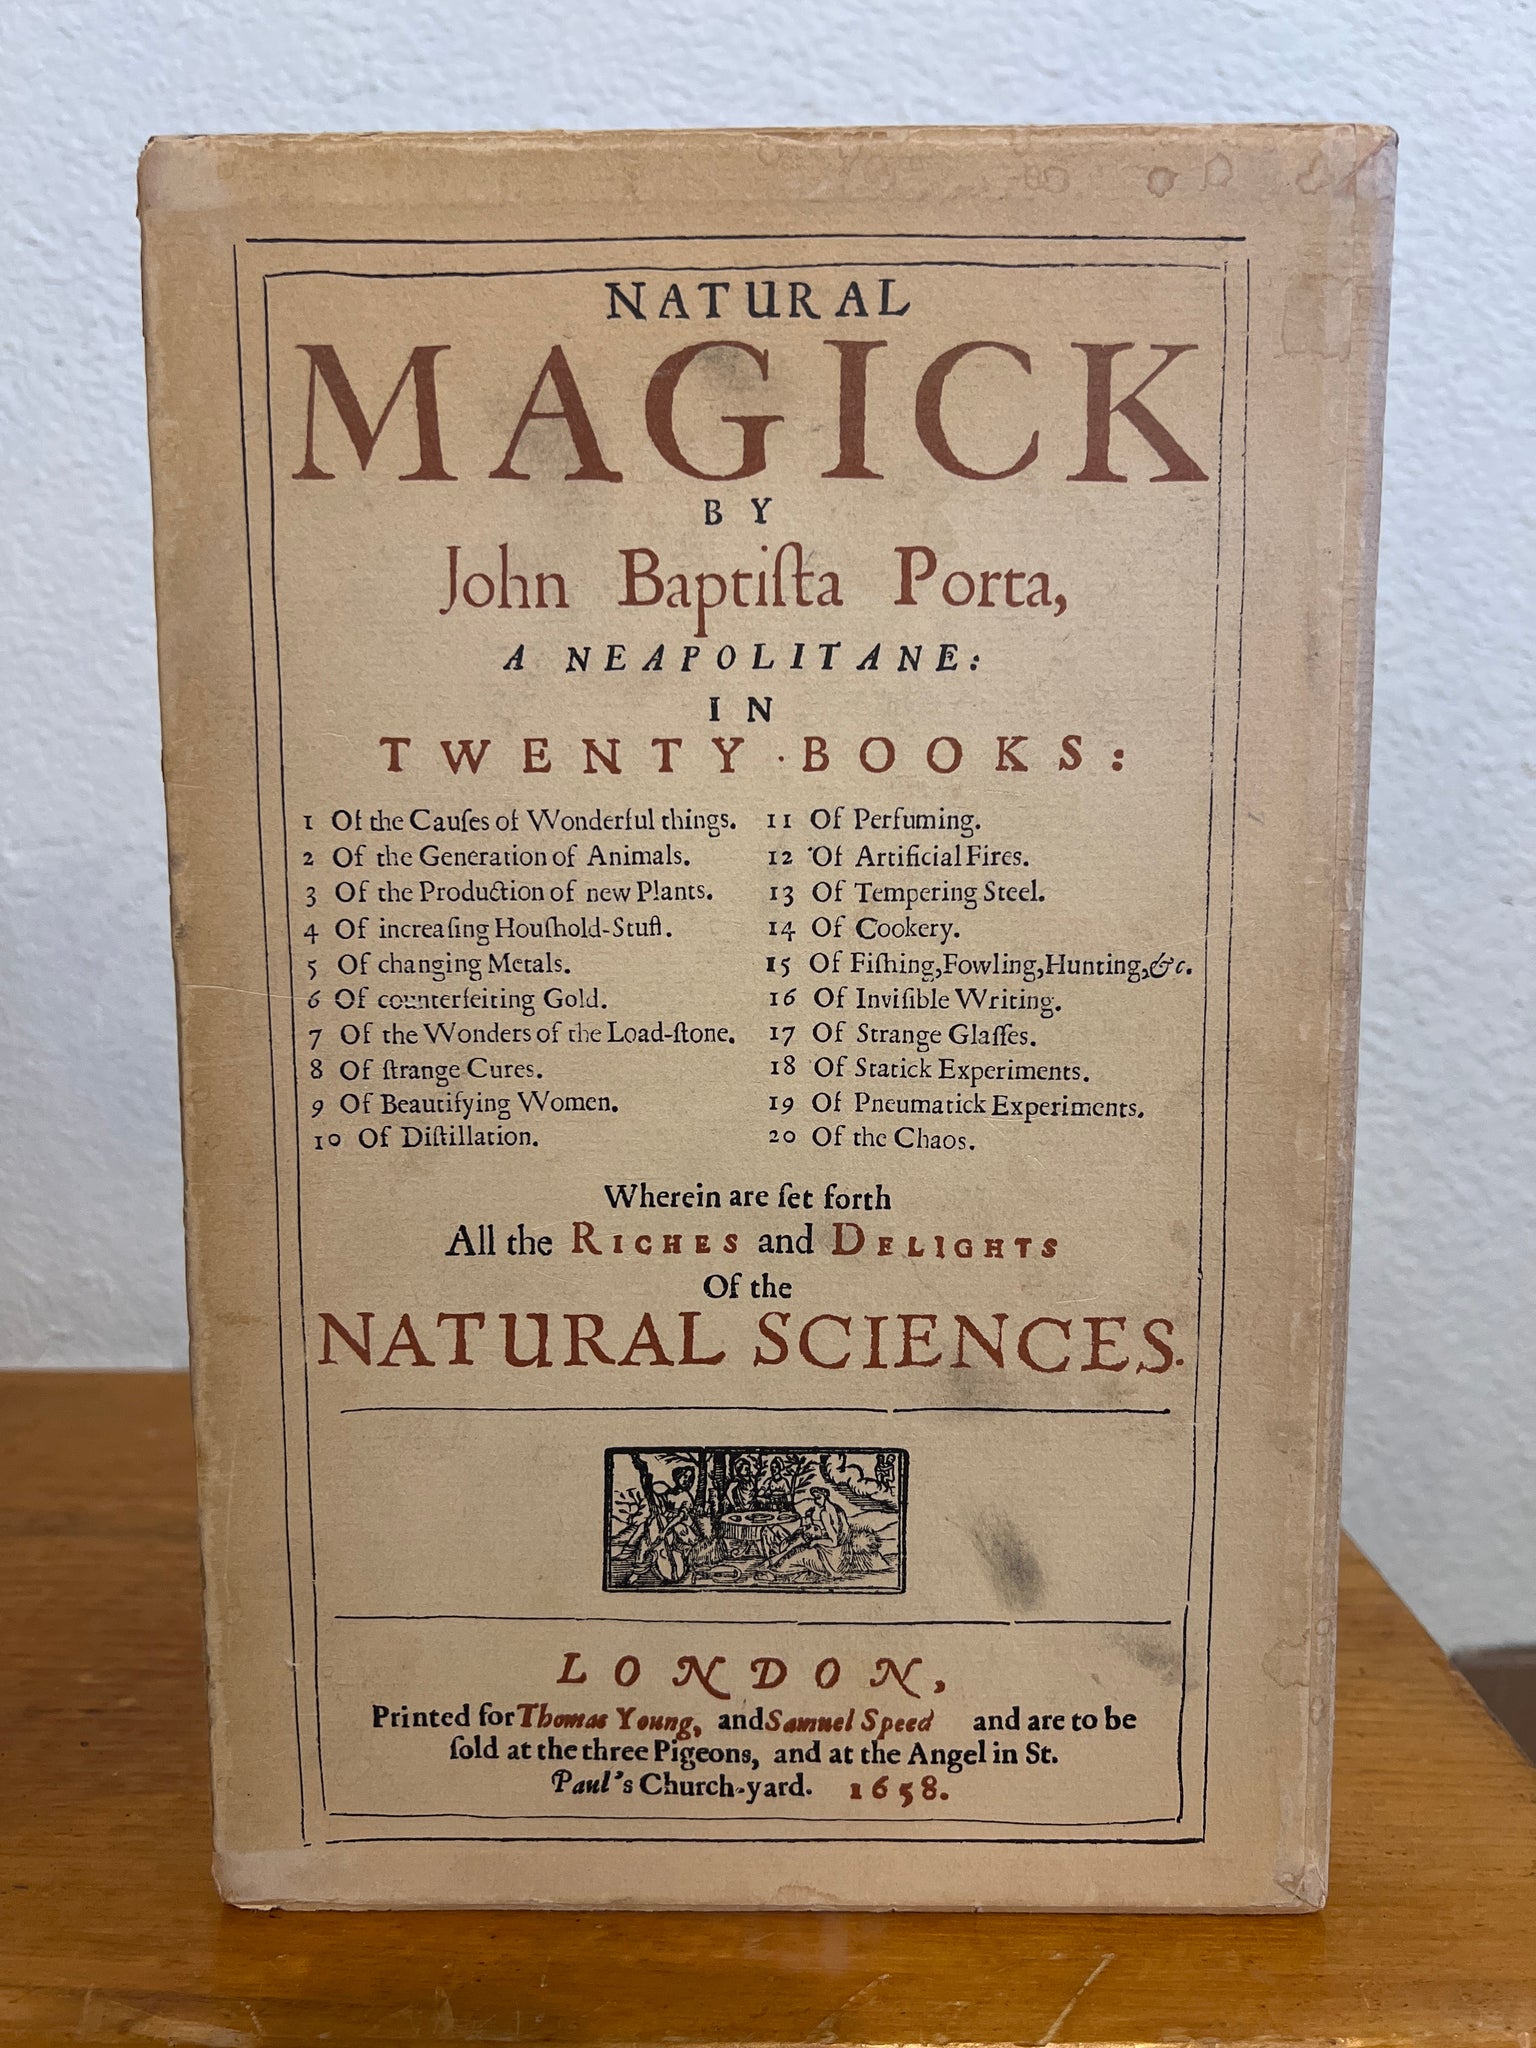 NATURAL
MAGICK
BY
John Baptiſta Porta,
A NEAPOLITANE:
IN
TWENTY BOOKS:
1 Of the Cauſes of Wonderful things.
2 Of the Generation of Animals.
3 Of the Production of new Plants.
4 Of increaſing Houſhold-Stuff.
5 Of changing Metals.
6 Of counterfeiting Gold.
7 Of the Wonders of the Load-ſtone.
8 Of ſtrange Cures.
9 Of Beautifying Women.
10 Of Diſtillation.
11 Of Perfuming.
12 Of Artificial Fires.
13 Of Tempering Steel.
14 Of Cookery.
15 Of Fiſhing, Fowling, Hunting, &c.
16 Of Inviſible Writing.
17 Of Strange Glaſſes.
18 Of Statick Experiments.
19 Of Pneumatick Experiments.
20 Of the Chaos.
Wherein are ſet forth
All the RICHES and DELIGHTS
Of the
NATURAL SCIENCES.
LONDON,
Printed for Thomas Young, and Samuel Speed and are to be
ſold at the three Pigeons, and at the Angel in St.
Paul's Church-yard. 1658.